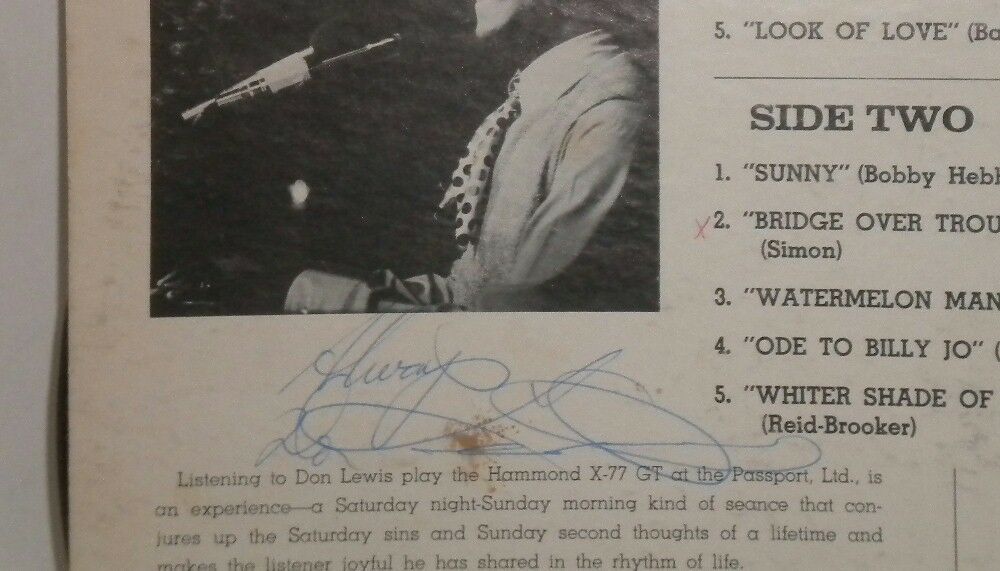 5. "LOOK OF LOVE" (Ba
SIDE TWO
1. "SUNNY" (Bobby Hebb
2. "BRIDGE OVER TROU
(Simon)
3. "WATERMELON MAN
4. "ODE TO BILLY JO" (
5. "WHITER SHADE OF
(Reid-Brooker)
Always
Listening to Don Lewis play the Hammond X-77 GT at the Passport, Ltd., is
an experience—a Saturday night-Sunday morning kind of seance that con-
jures up the Saturday sins and Sunday second thoughts of a lifetime and
makes the listener joyful he has shared in the rhythm of life.